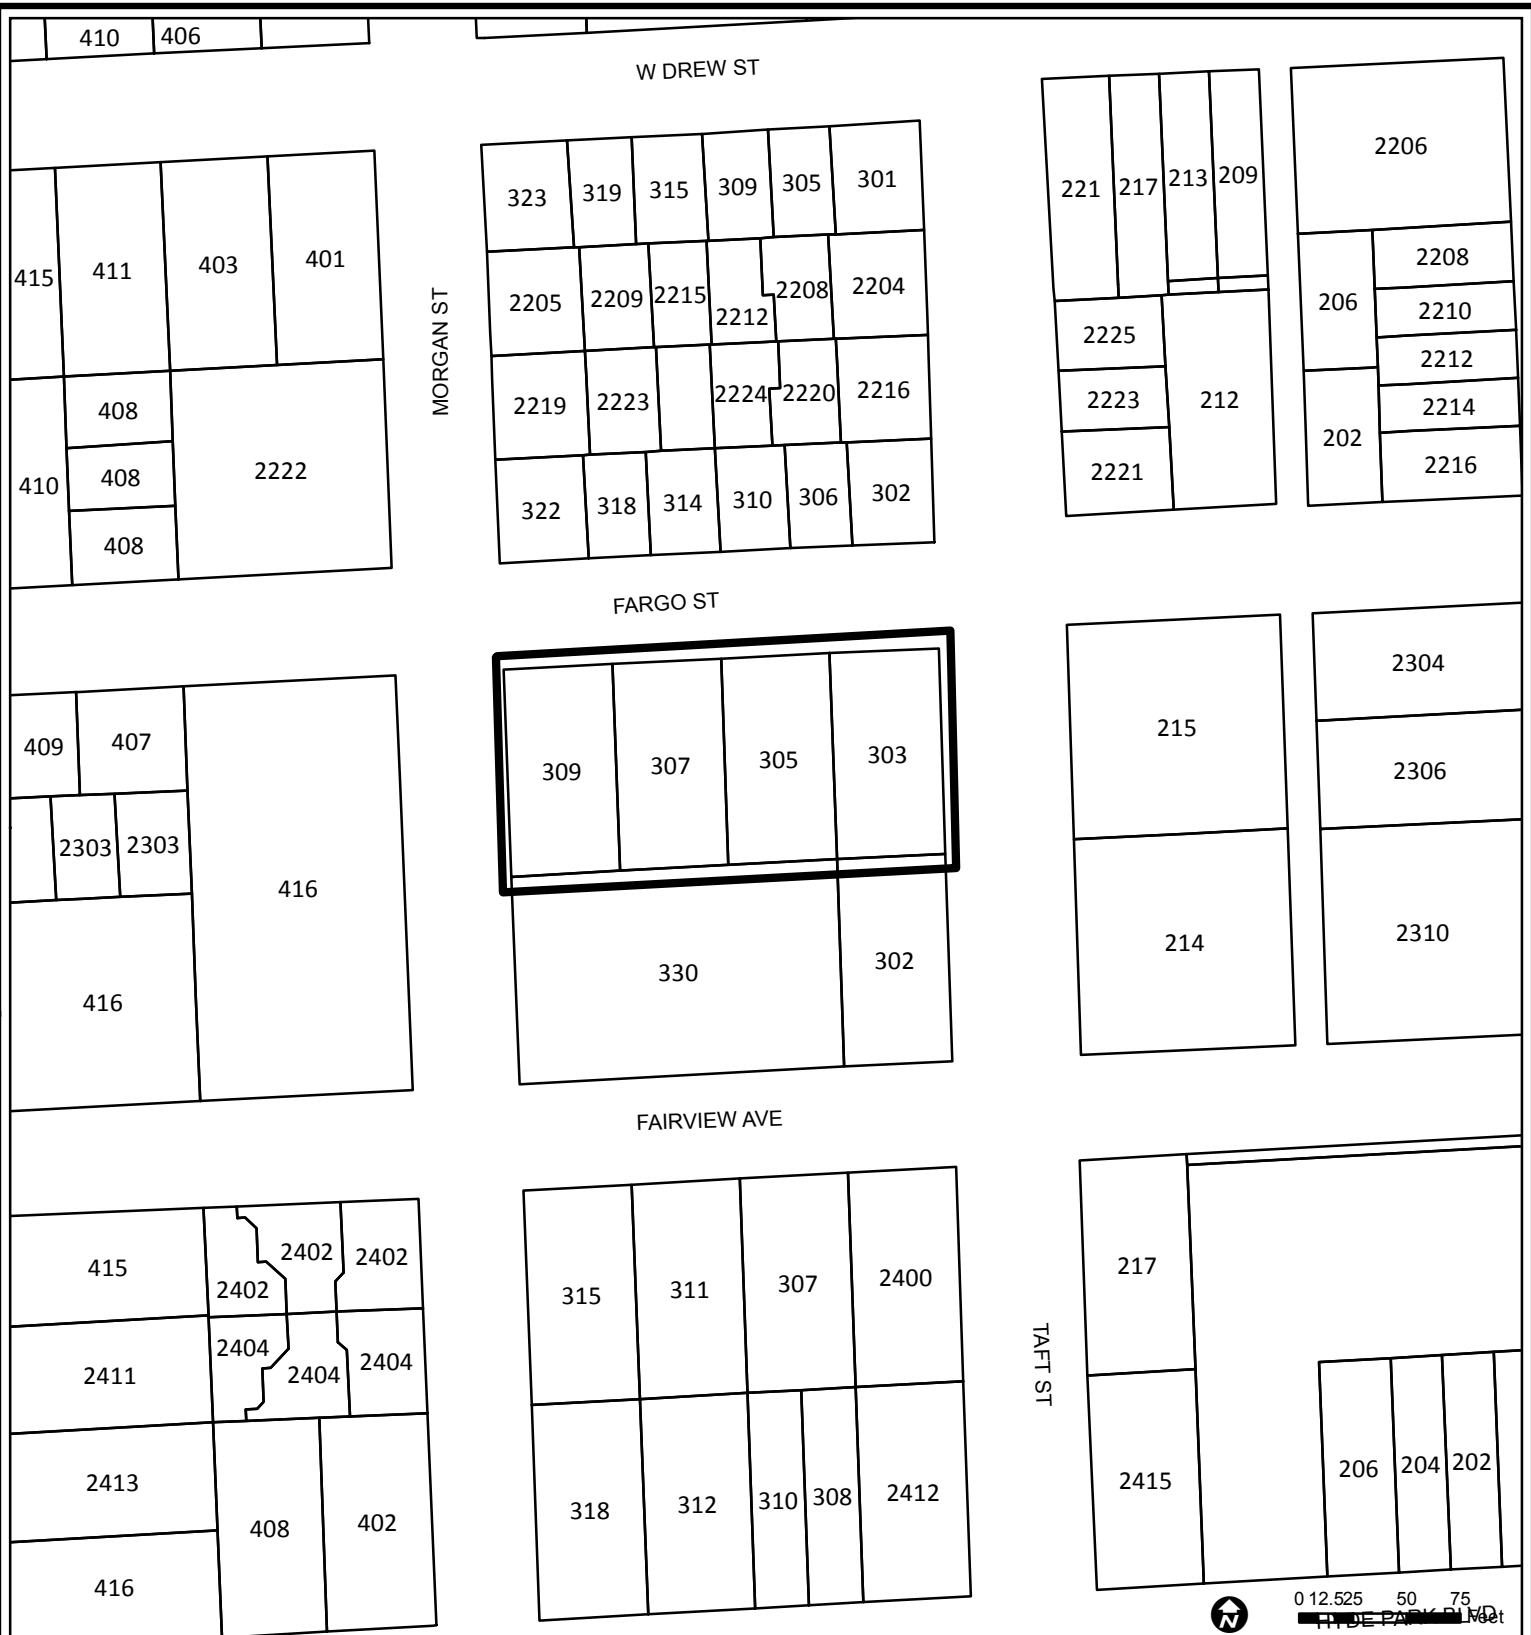 410 406
W DREW ST
323 319 315 309 305 301
221 217 213 209
2206
415 411 403 401
2205 2209 2215 2212 2208 2204
2208
206 2210
2225
2212
MORGAN ST
408
2219 2223 2224 2220 2216
2223 212
2214
202
410 408 2222
2221
2216
322 318 314 310 306 302
408
FARGO ST
409 407
309 307 305 303
215
2304
2306
2303 2303
416
416
330 302
214
2310
FAIRVIEW AVE
415 2402 2402 2402
315 311 307 2400
217
2411 2404 2404 2404
TAFT ST
2413
408 402
318 312 310 308 2412
2415
206 204 202
416
N
0 12.525 50 75
Feet
HYDE PARK BLVD